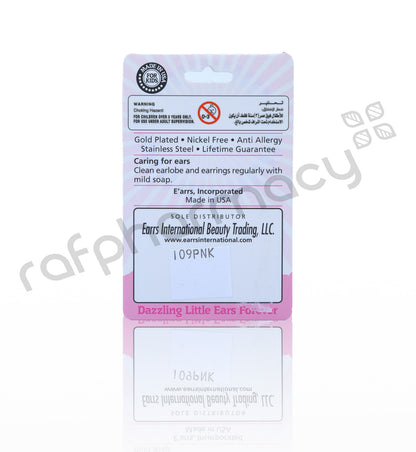 MADE IN USA
FOR KIDS
WARNING
Choking Hazard
FOR CHILDREN OVER 3 YEARS ONLY.
FOR USE UNDER ADULT SUPERVISION.
0-3
تحذير
خطر الإختناق.
Gold Plated • Nickel Free • Anti Allergy
Stainless Steel • Lifetime Guarantee
Caring for ears
Clean earlobe and earrings regularly with
mild soap.
E'arrs, Incorporated
Made in USA
SOLE DISTRIBUTOR
Earrs International Beauty Trading, LLC.
www.earrsinternational.com
109PNK
Dazzling Little Ears Forever
rafpharmacy